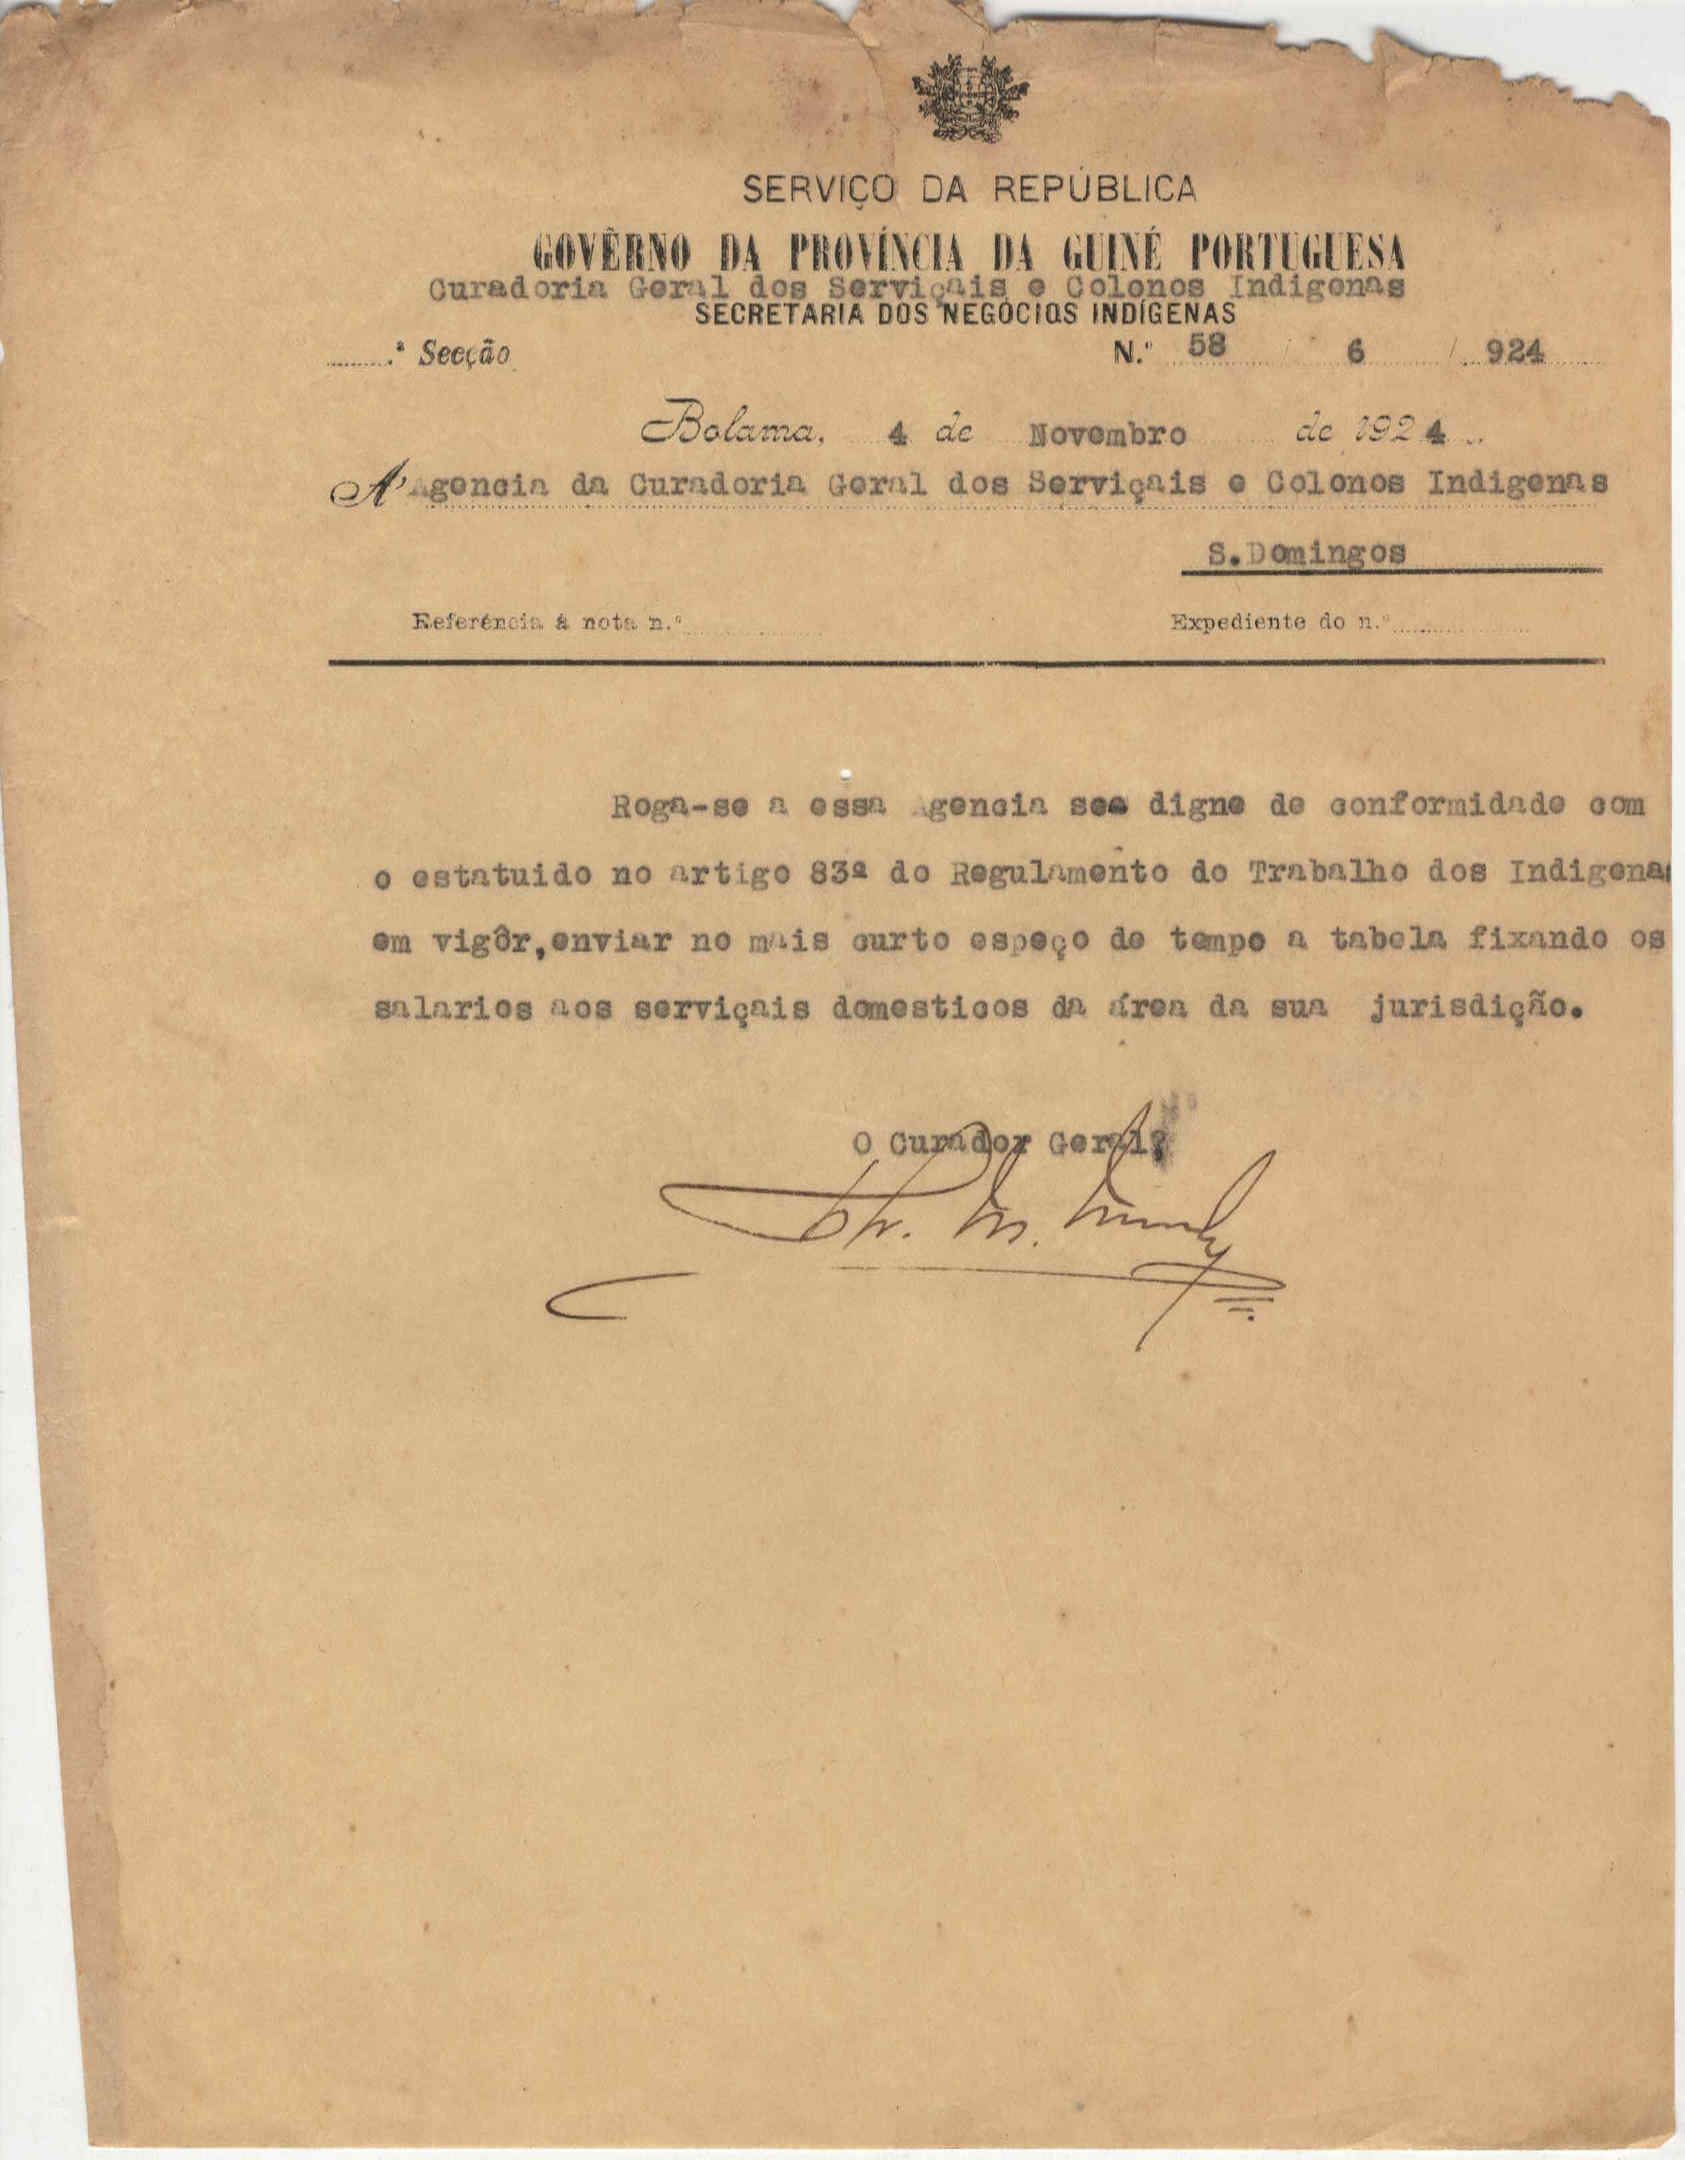 SERVIÇO DA REPÚBLICA
GOVÊRNO DA PROVÍNCIA DA GUINÉ PORTUGUESA
Curadoria Geral dos Serviçais e Colonos Indigenas
SECRETARIA DOS NEGÓCIOS INDÍGENAS
.ª Secção N.º 58 / 6 / 924
Bolama, 4 de Novembro de 1924
A' Agencia da Curadoria Geral dos Serviçais e Colonos Indigenas
S.Domingos
Referência á nota n.º Expediente do n.º
Roga-se a essa Agencia see digne de conformidade com
o estatuido no artigo 83º do Regulamento do Trabalho dos Indigenas
em vigôr,enviar no mais curto espeço de tempo a tabela fixando os
salarios aos serviçais domesticos da área da sua jurisdição.
O Curador Geral,